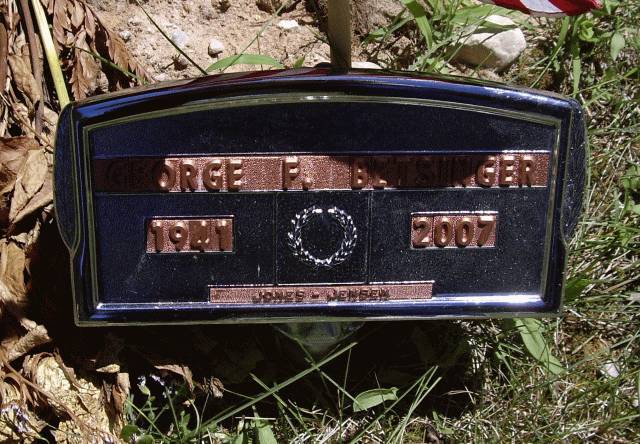 GEORGE F. BETSINGER
1941 2007
JONES - JENSEN